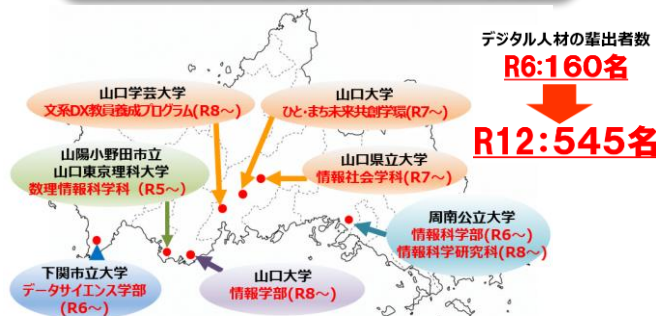 デジタル人材の輩出者数
R6:160名
R12:545名
山口学芸大学
文系DX教員養成プログラム(R8～)
山口大学
ひと・まち未来共創学環(R7～)
山陽小野田市立
山口東京理科大学
数理情報科学科（R5～）
山口県立大学
情報社会学科(R7～)
周南公立大学
情報科学部(R6～)
情報科学研究科(R8～)
下関市立大学
データサイエンス学部
(R6～)
山口大学
情報学部(R8～)